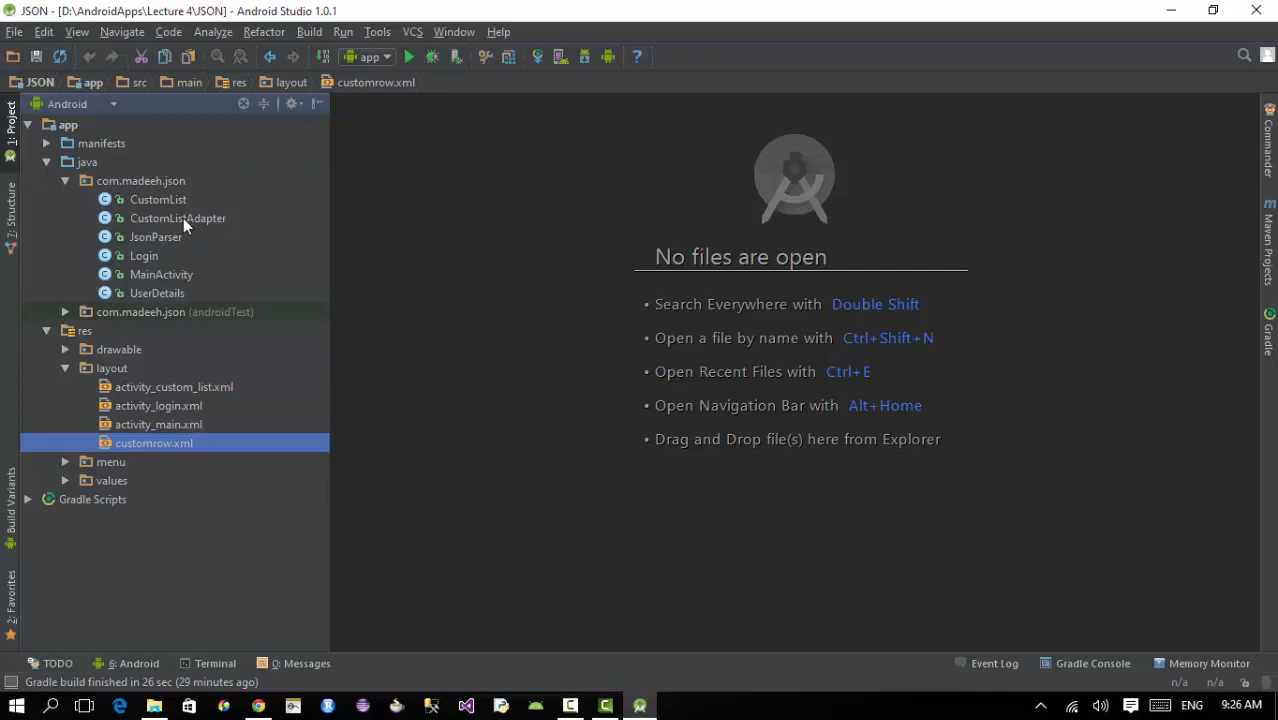 JSON - [D:\AndroidApps\Lecture 4\JSON] - Android Studio 1.0.1
File Edit View Navigate Code Analyze Refactor Build Run Tools VCS Window Help
app
JSON app src main res layout customrow.xml
1: Project
Android
app
manifests
java
com.madeeh.json
CustomList
CustomListAdapter
JsonParser
Login
MainActivity
UserDetails
com.madeeh.json (androidTest)
res
drawable
layout
activity_custom_list.xml
activity_login.xml
activity_main.xml
customrow.xml
menu
values
Gradle Scripts
7: Structure
Build Variants
2: Favorites
No files are open
• Search Everywhere with Double Shift
• Open a file by name with Ctrl+Shift+N
• Open Recent Files with Ctrl+E
• Open Navigation Bar with Alt+Home
• Drag and Drop file(s) here from Explorer
Commander
Maven Projects
Gradle
TODO 6: Android Terminal 0: Messages Event Log Gradle Console Memory Monitor
Gradle build finished in 26 sec (29 minutes ago) n/a n/a
ENG 9:26 AM